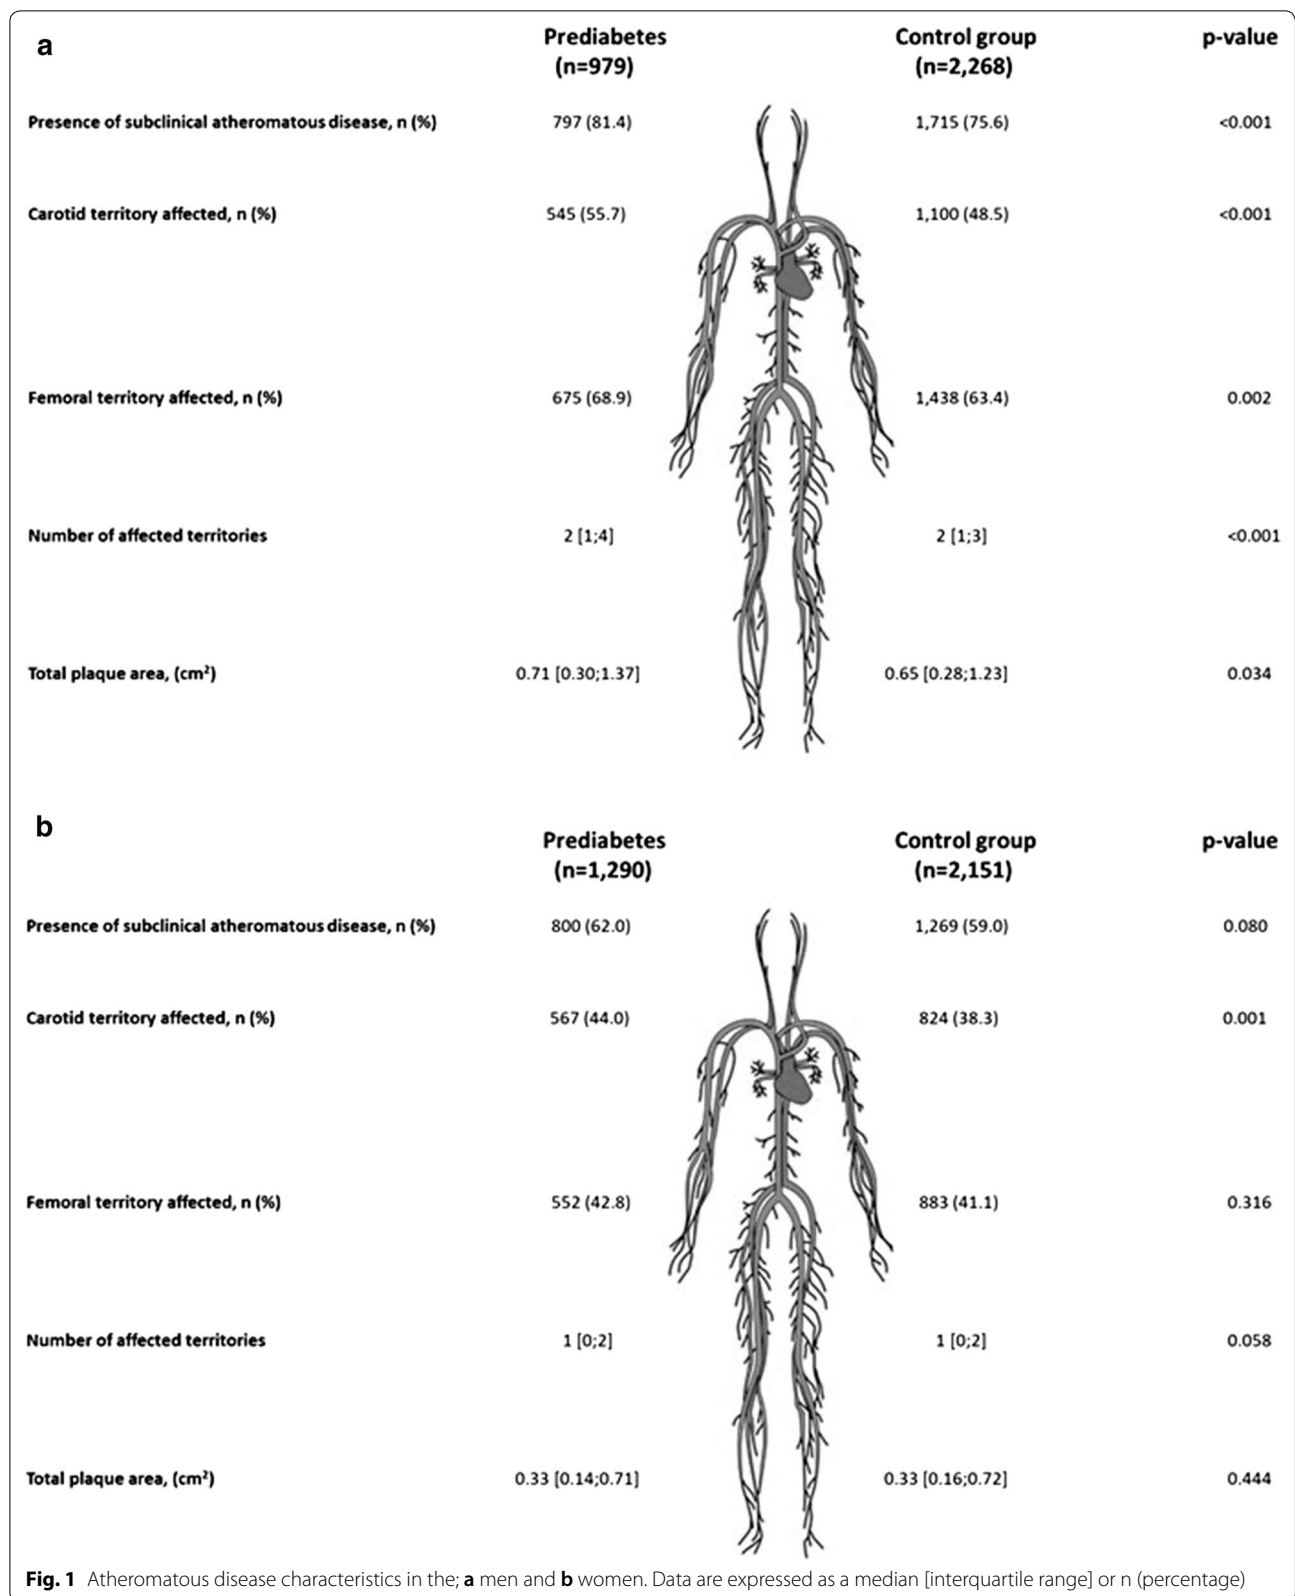 a
Prediabetes Control group p-value
(n=979) (n=2,268)
Presence of subclinical atheromatous disease, n (%) 797 (81.4) 1,715 (75.6) <0.001
Carotid territory affected, n (%) 545 (55.7) 1,100 (48.5) <0.001
Femoral territory affected, n (%) 675 (68.9) 1,438 (63.4) 0.002
Number of affected territories 2 [1;4] 2 [1;3] <0.001
Total plaque area, (cm²) 0.71 [0.30;1.37] 0.65 [0.28;1.23] 0.034
b
Prediabetes Control group p-value
(n=1,290) (n=2,151)
Presence of subclinical atheromatous disease, n (%) 800 (62.0) 1,269 (59.0) 0.080
Carotid territory affected, n (%) 567 (44.0) 824 (38.3) 0.001
Femoral territory affected, n (%) 552 (42.8) 883 (41.1) 0.316
Number of affected territories 1 [0;2] 1 [0;2] 0.058
Total plaque area, (cm²) 0.33 [0.14;0.71] 0.33 [0.16;0.72] 0.444
Fig. 1 Atheromatous disease characteristics in the; a men and b women. Data are expressed as a median [interquartile range] or n (percentage)